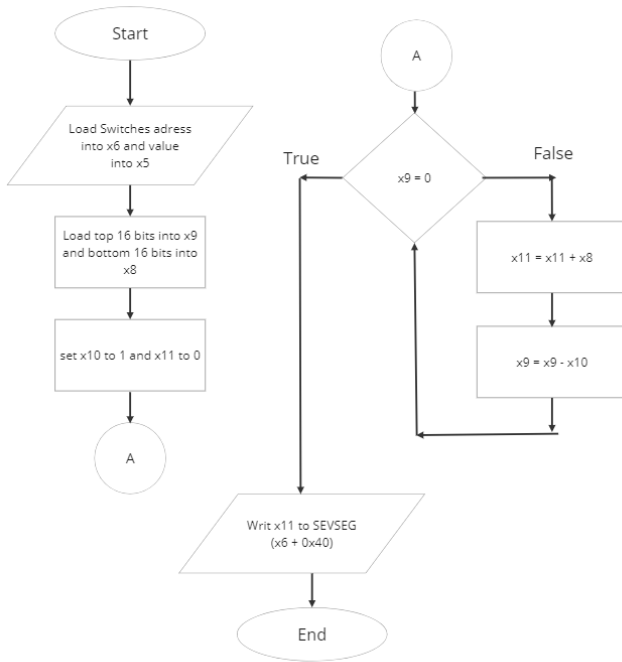 Start
Load Switches adress
into x6 and value
into x5
Load top 16 bits into x9
and bottom 16 bits into
x8
set x10 to 1 and x11 to 0
A
A
x9 = 0
True
False
x11 = x11 + x8
x9 = x9 - x10
Writ x11 to SEVSEG
(x6 + 0x40)
End